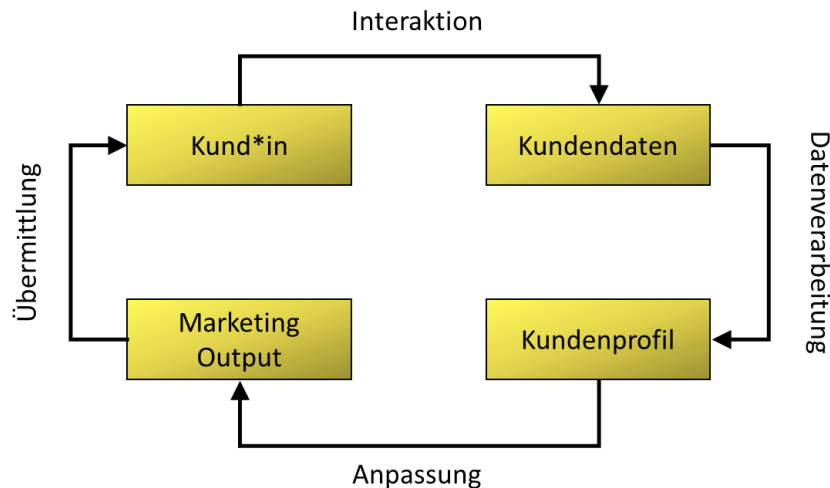 Interaktion
Kund*in
Kundendaten
Übermittlung
Datenverarbeitung
Marketing
Output
Kundenprofil
Anpassung